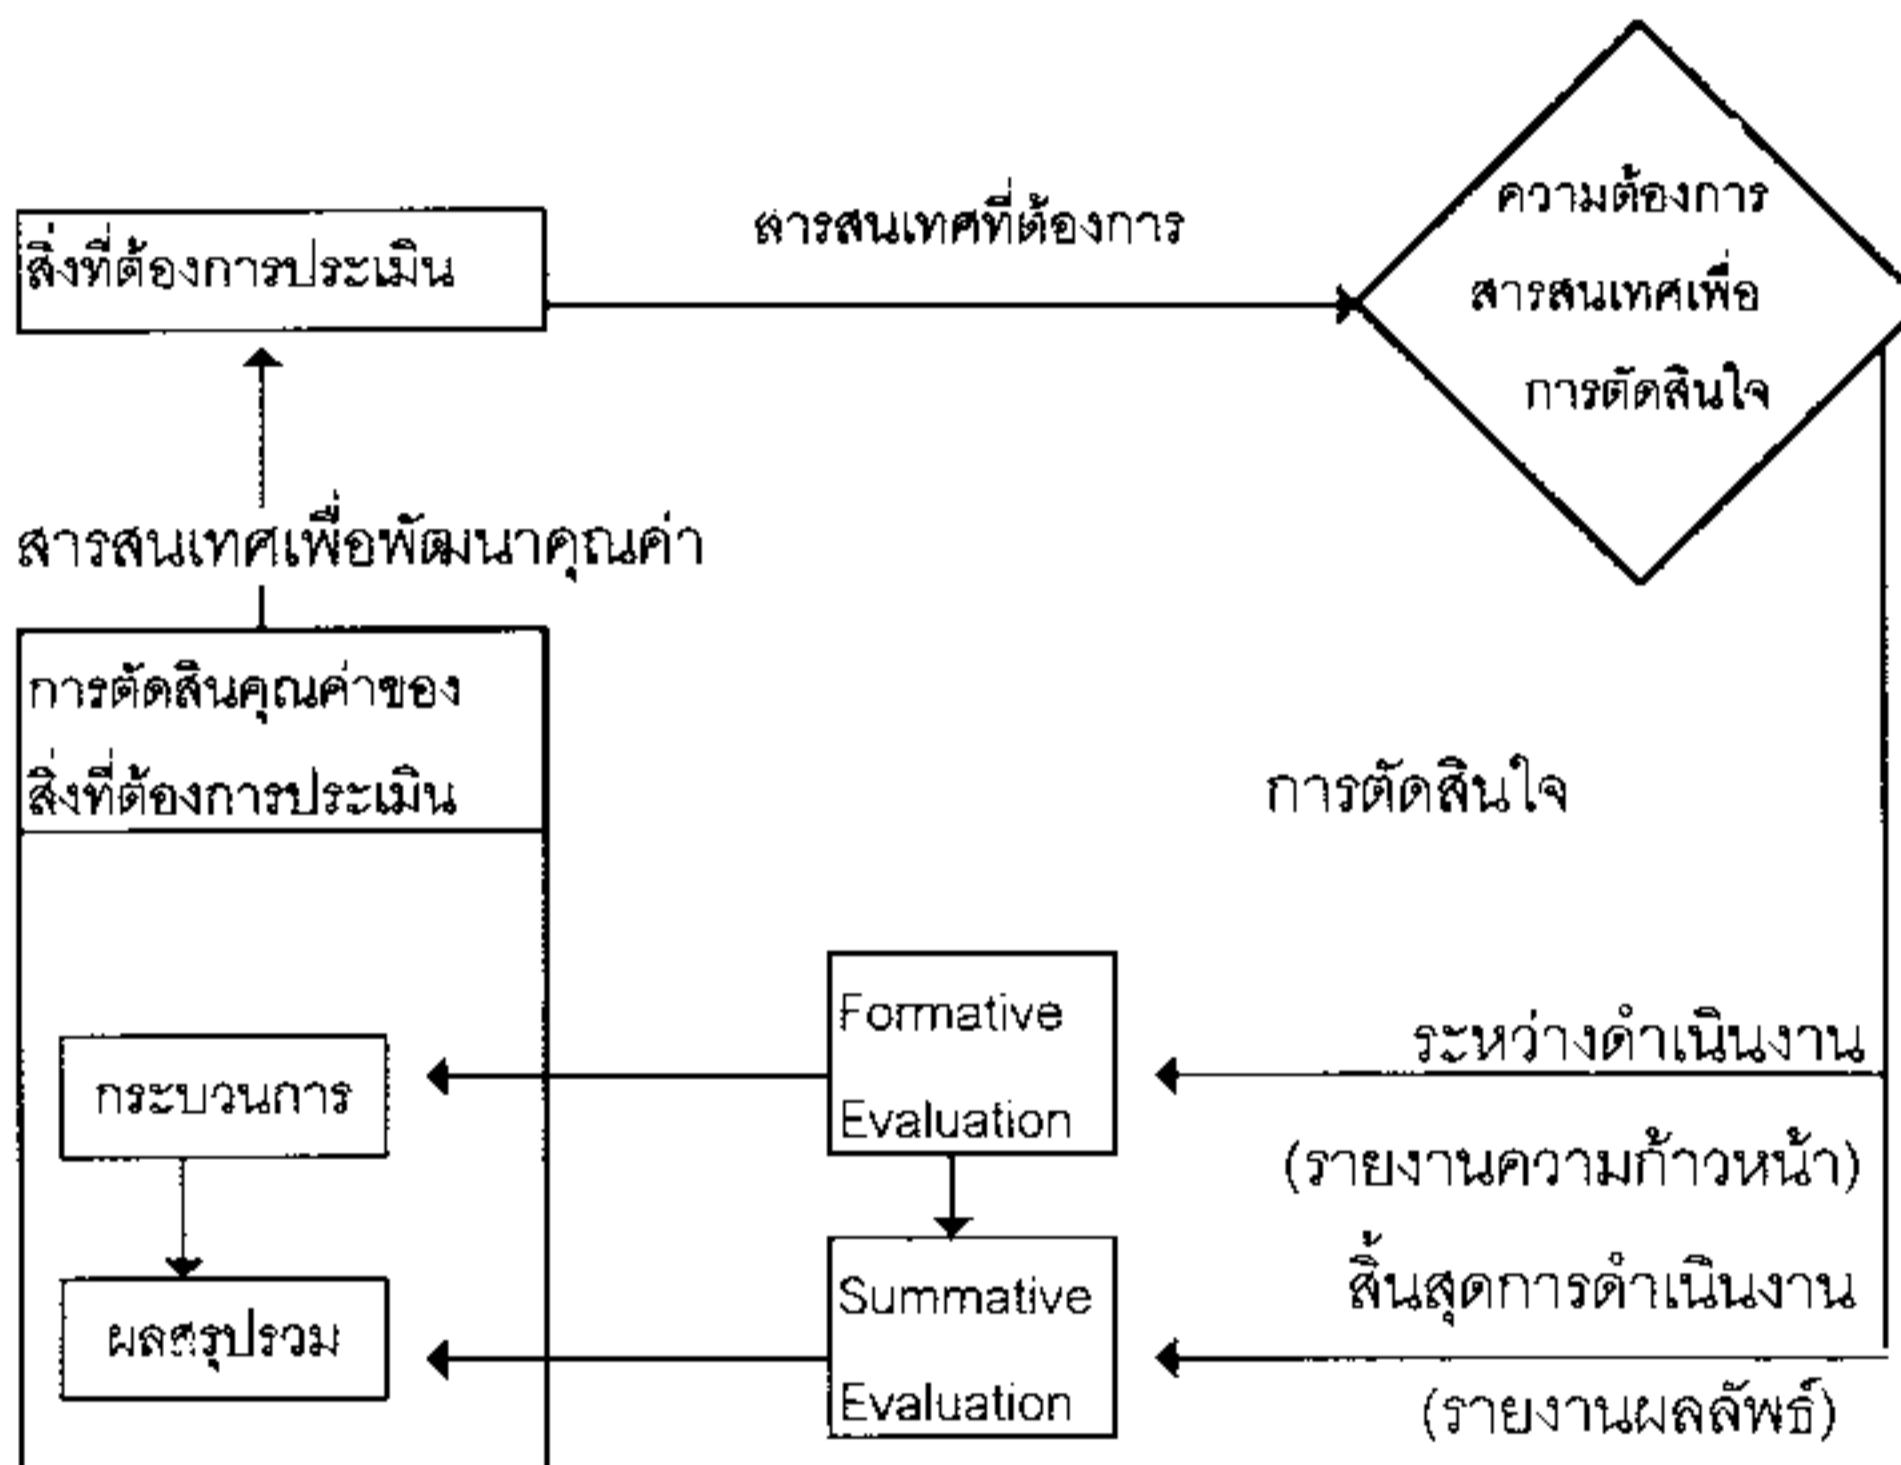 สิ่งที่ต้องการประเมิน
สารสนเทศที่ต้องการ
ความต้องการ
สารสนเทศเพื่อ
การตัดสินใจ
สารสนเทศเพื่อพัฒนาคุณค่า
การตัดสินคุณค่าของ
สิ่งที่ต้องการประเมิน
การตัดสินใจ
กระบวนการ
ผลสรุปรวม
Formative
Evaluation
Summative
Evaluation
ระหว่างดำเนินงาน
(รายงานความก้าวหน้า)
สิ้นสุดการดำเนินงาน
(รายงานผลลัพธ์)